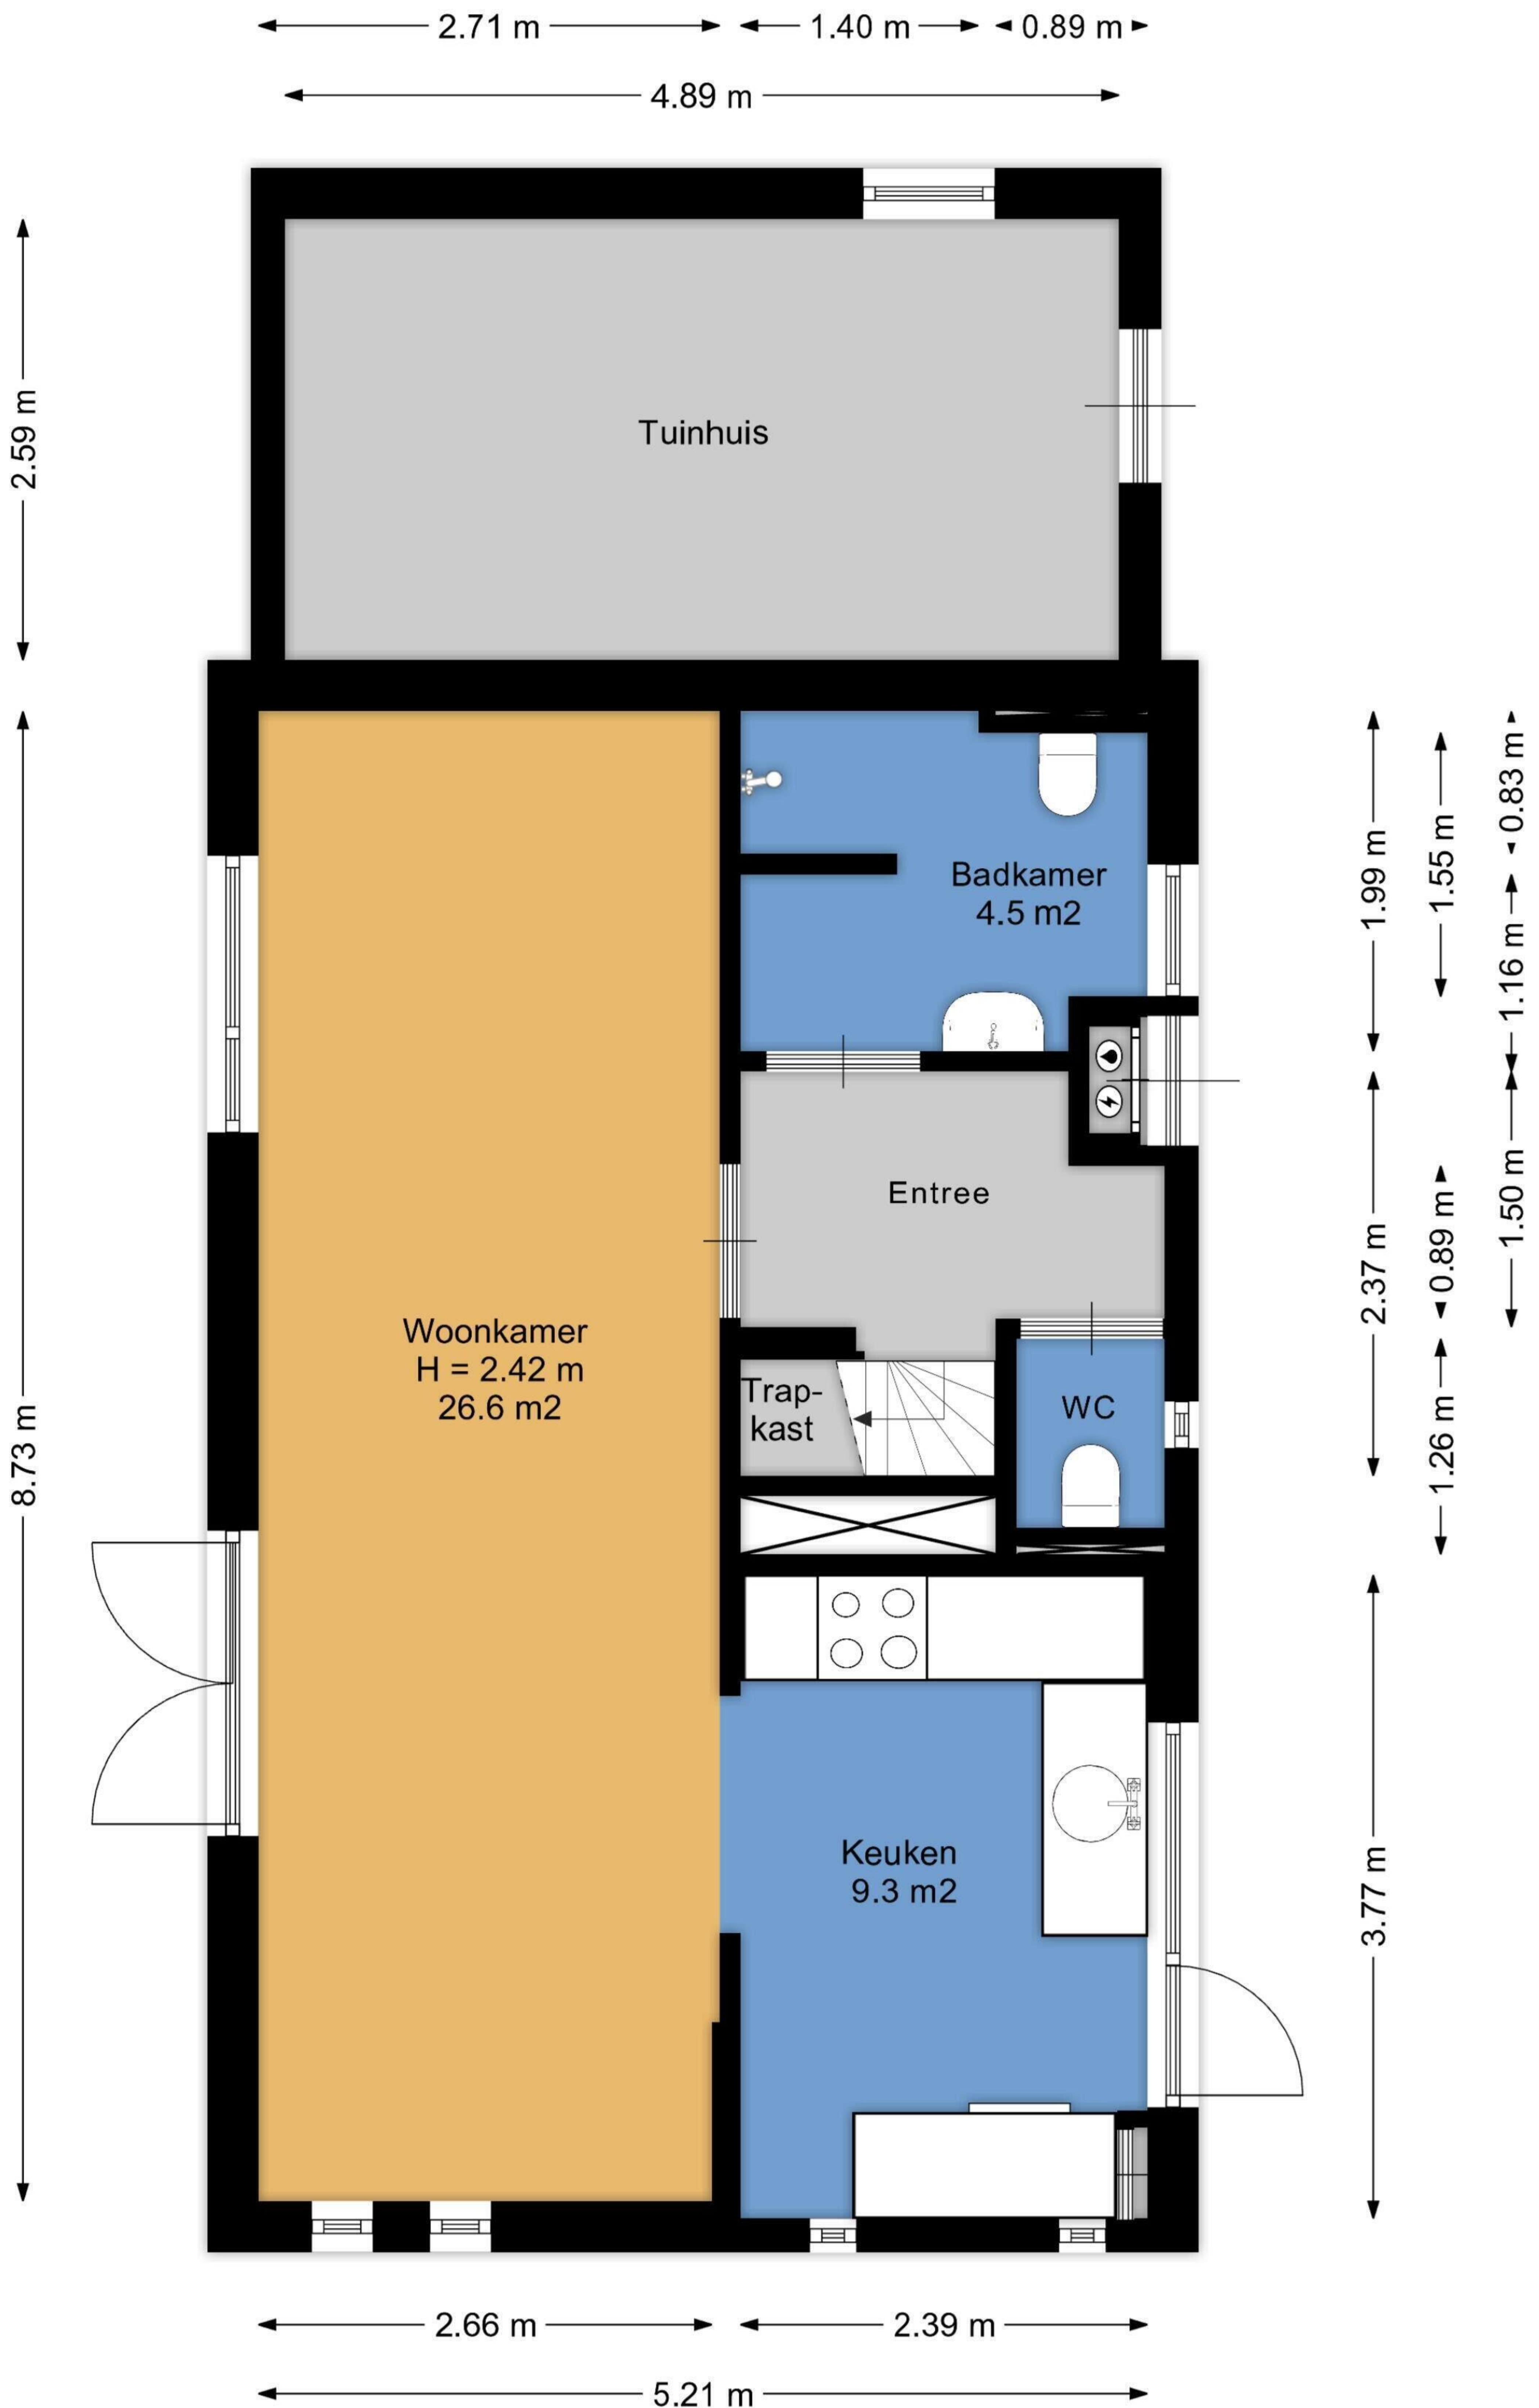 2.71 m
1.40 m
0.89 m
4.89 m
2.59 m
Tuinhuis
0.83 m
1.55 m
1.99 m
Badkamer
4.5 m2
1.16 m
Entree
1.50 m
0.89 m
2.37 m
Woonkamer
H = 2.42 m
26.6 m2
Trap-
kast
WC
1.26 m
8.73 m
Keuken
9.3 m2
3.77 m
2.66 m
2.39 m
5.21 m